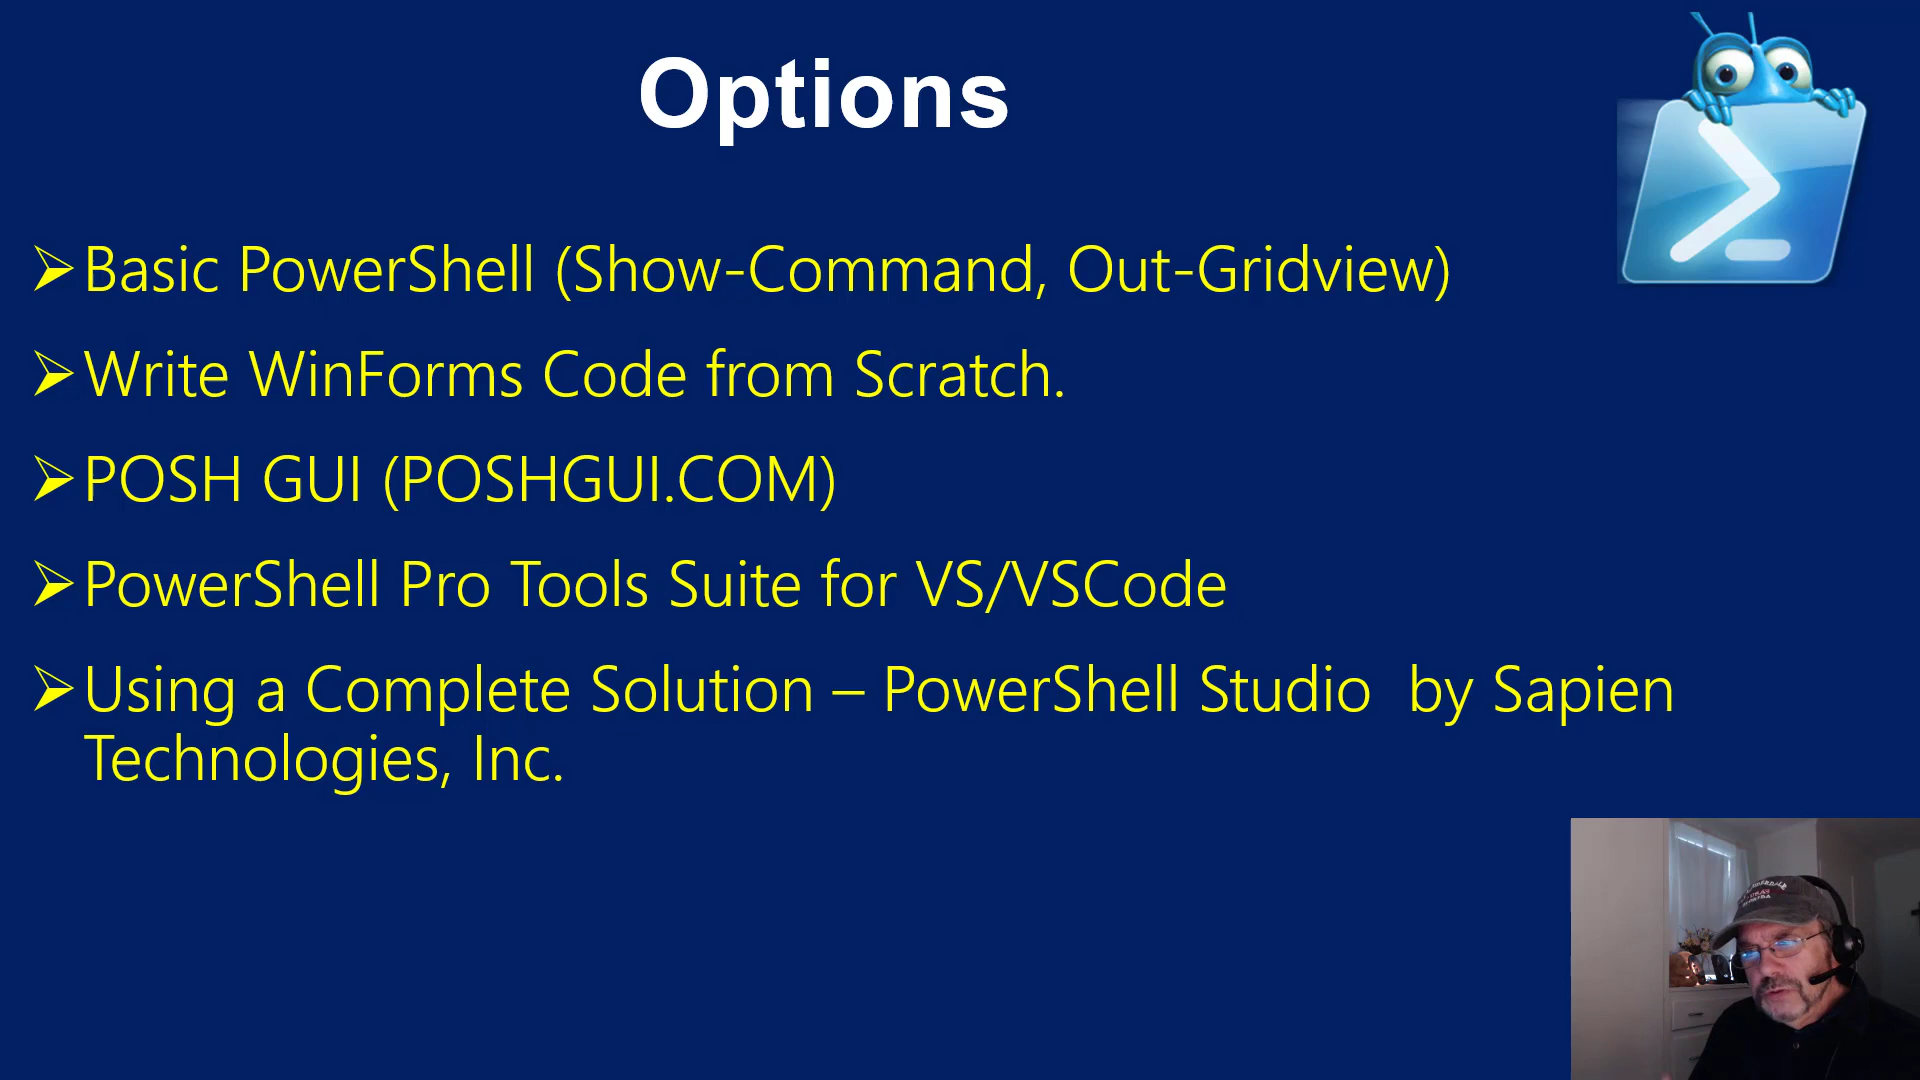 Options
Basic PowerShell (Show-Command, Out-Gridview)
Write WinForms Code from Scratch.
POSH GUI (POSHGUI.COM)
PowerShell Pro Tools Suite for VS/VSCode
Using a Complete Solution – PowerShell Studio  by Sapien
Technologies, Inc.